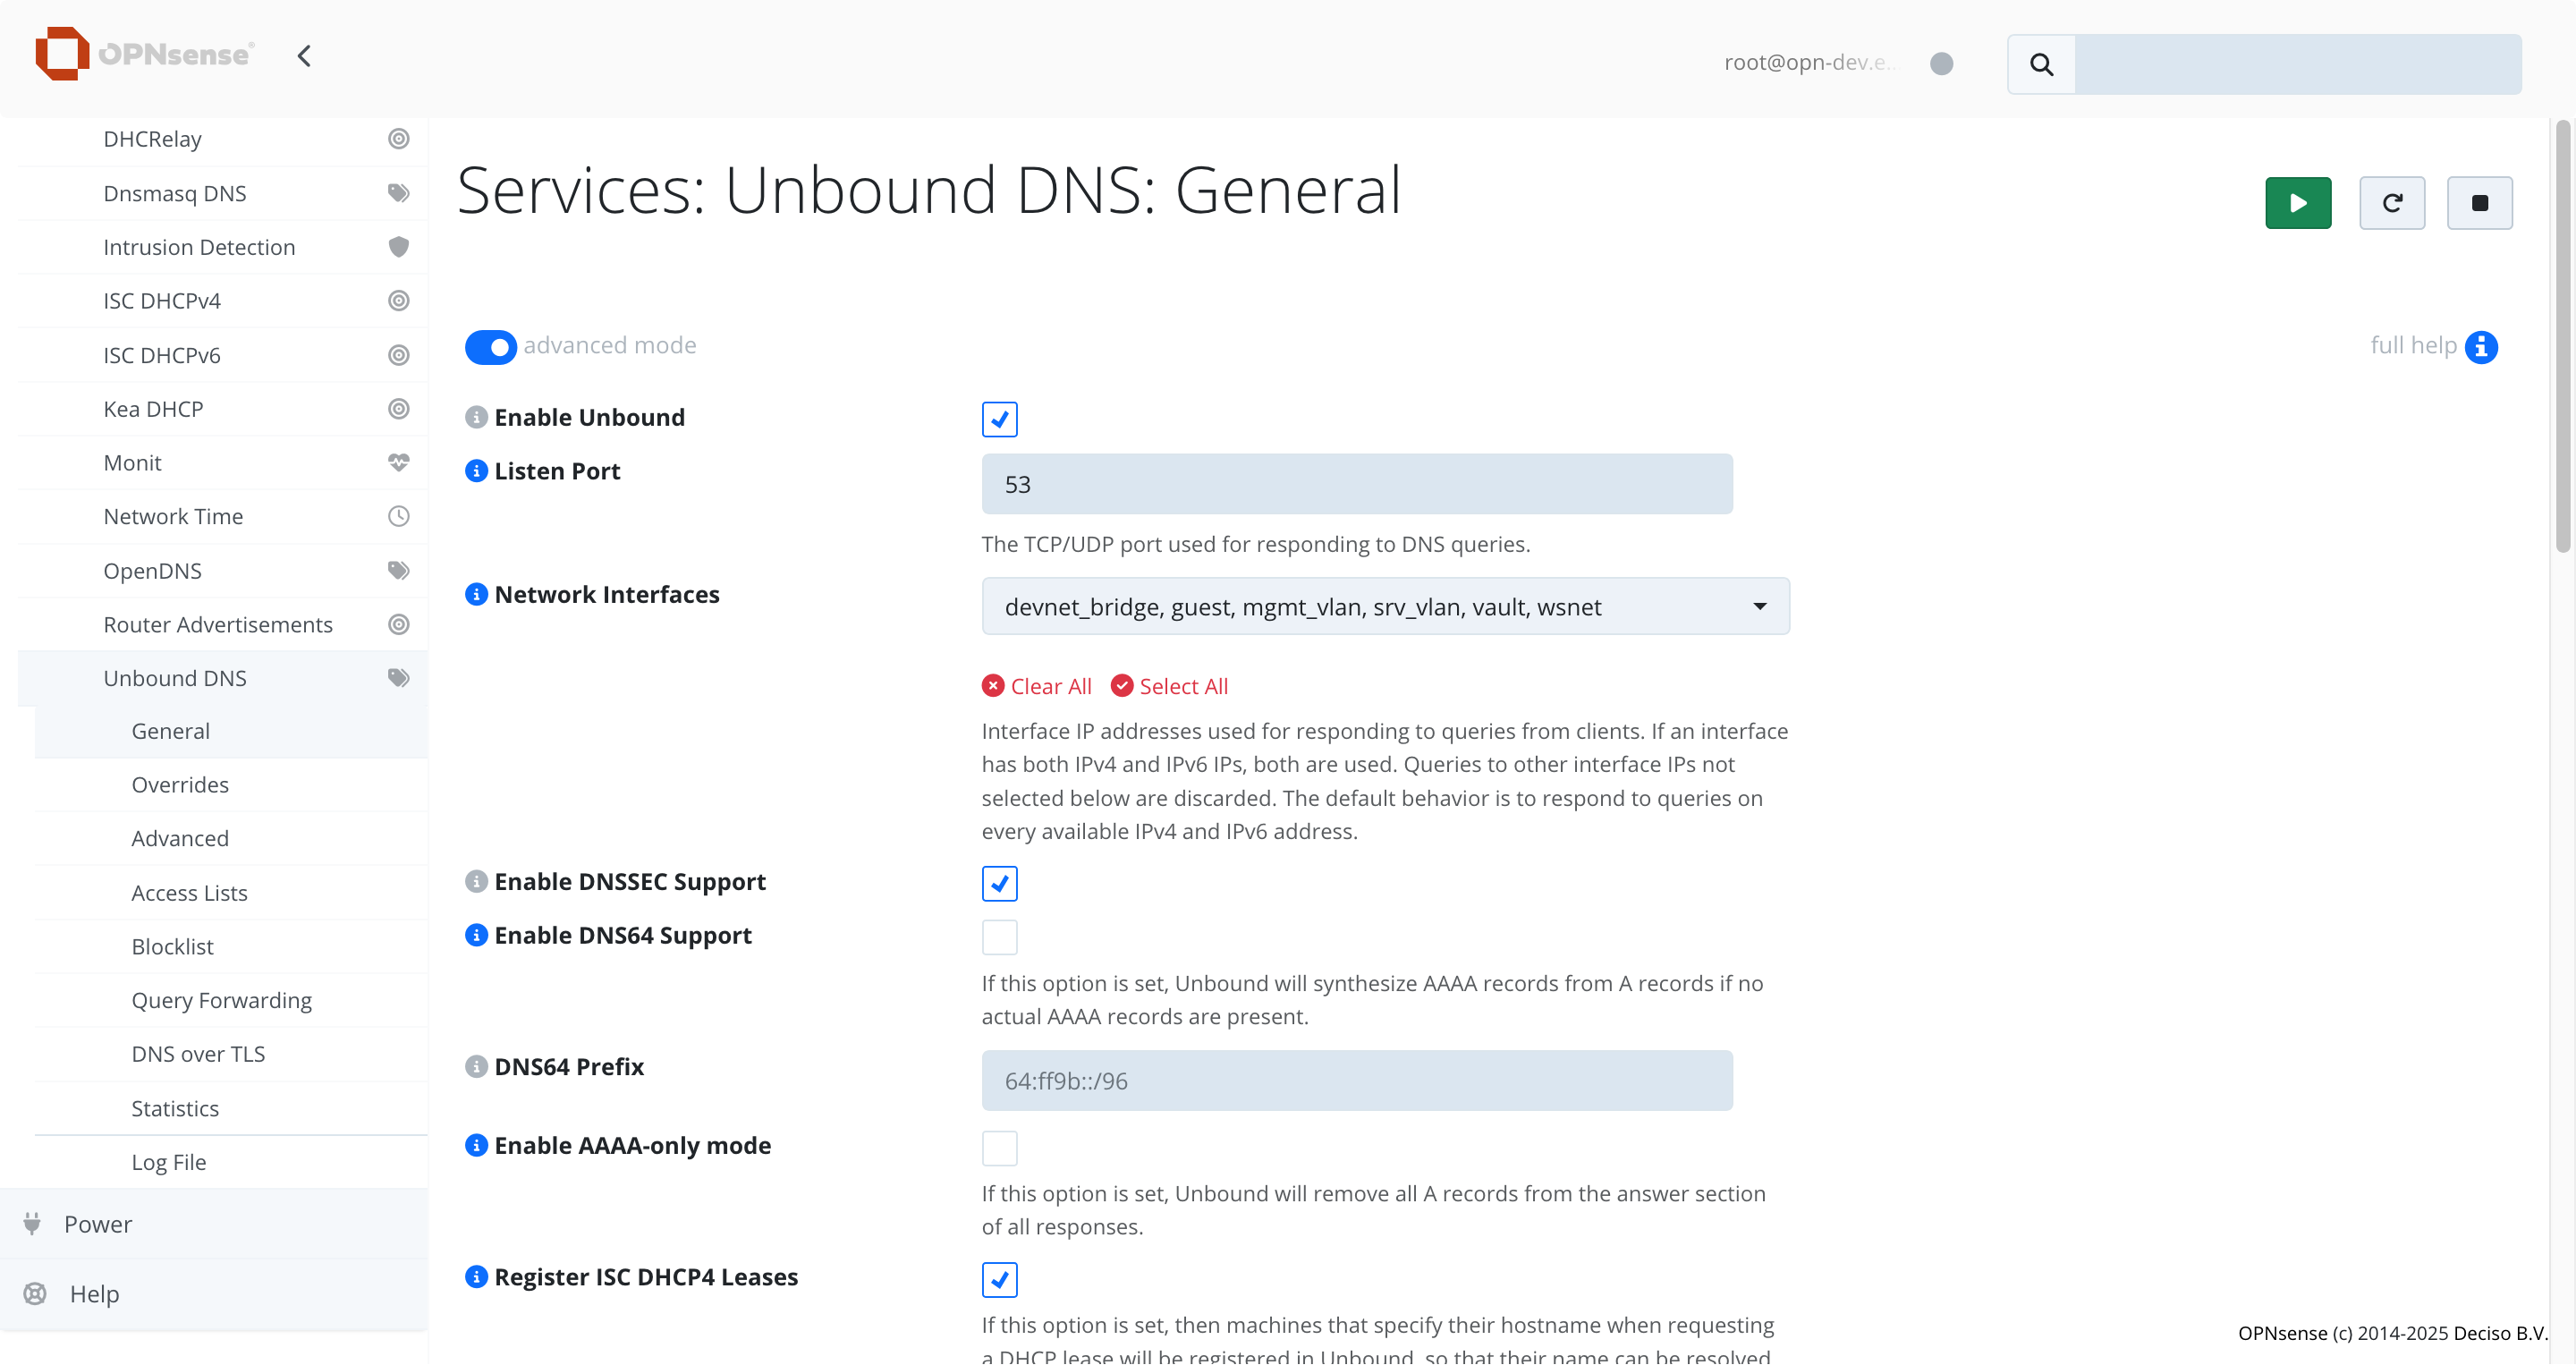 OPNsense®
root@opn-dev.e...
DHCRelay
Dnsmasq DNS
Intrusion Detection
ISC DHCPv4
ISC DHCPv6
Kea DHCP
Monit
Network Time
OpenDNS
Router Advertisements
Unbound DNS
General
Overrides
Advanced
Access Lists
Blocklist
Query Forwarding
DNS over TLS
Statistics
Log File
Power
Help
Services: Unbound DNS: General
advanced mode
full help
Enable Unbound
Listen Port
53
The TCP/UDP port used for responding to DNS queries.
Network Interfaces
devnet_bridge, guest, mgmt_vlan, srv_vlan, vault, wsnet
Clear All Select All
Interface IP addresses used for responding to queries from clients. If an interface
has both IPv4 and IPv6 IPs, both are used. Queries to other interface IPs not
selected below are discarded. The default behavior is to respond to queries on
every available IPv4 and IPv6 address.
Enable DNSSEC Support
Enable DNS64 Support
If this option is set, Unbound will synthesize AAAA records from A records if no
actual AAAA records are present.
DNS64 Prefix
64:ff9b::/96
Enable AAAA-only mode
If this option is set, Unbound will remove all A records from the answer section
of all responses.
Register ISC DHCP4 Leases
If this option is set, then machines that specify their hostname when requesting
a DHCP lease will be registered in Unbound, so that their name can be resolved.
OPNsense (c) 2014-2025 Deciso B.V.